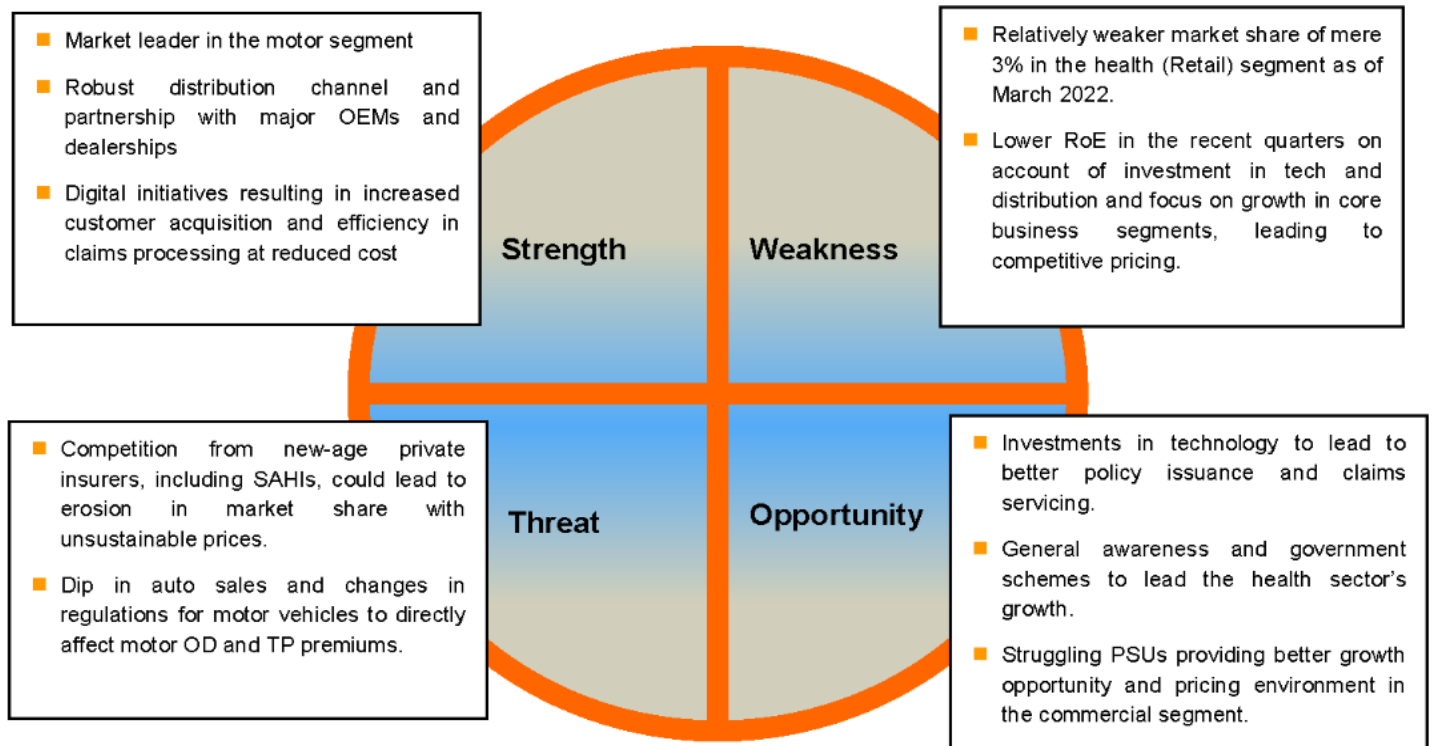 Market leader in the motor segment
Robust distribution channel and
partnership with major OEMs and
dealerships
Digital initiatives resulting in increased
customer acquisition and efficiency in
claims processing at reduced cost
Strength
Weakness
Relatively weaker market share of mere
3% in the health (Retail) segment as of
March 2022.
Lower RoE in the recent quarters on
account of investment in tech and
distribution and focus on growth in core
business segments, leading to
competitive pricing.
Competition from new-age private
insurers, including SAHIs, could lead to
erosion in market share with
unsustainable prices.
Dip in auto sales and changes in
regulations for motor vehicles to directly
affect motor OD and TP premiums.
Threat
Opportunity
Investments in technology to lead to
better policy issuance and claims
servicing.
General awareness and government
schemes to lead the health sector's
growth.
Struggling PSUs providing better growth
opportunity and pricing environment in
the commercial segment.